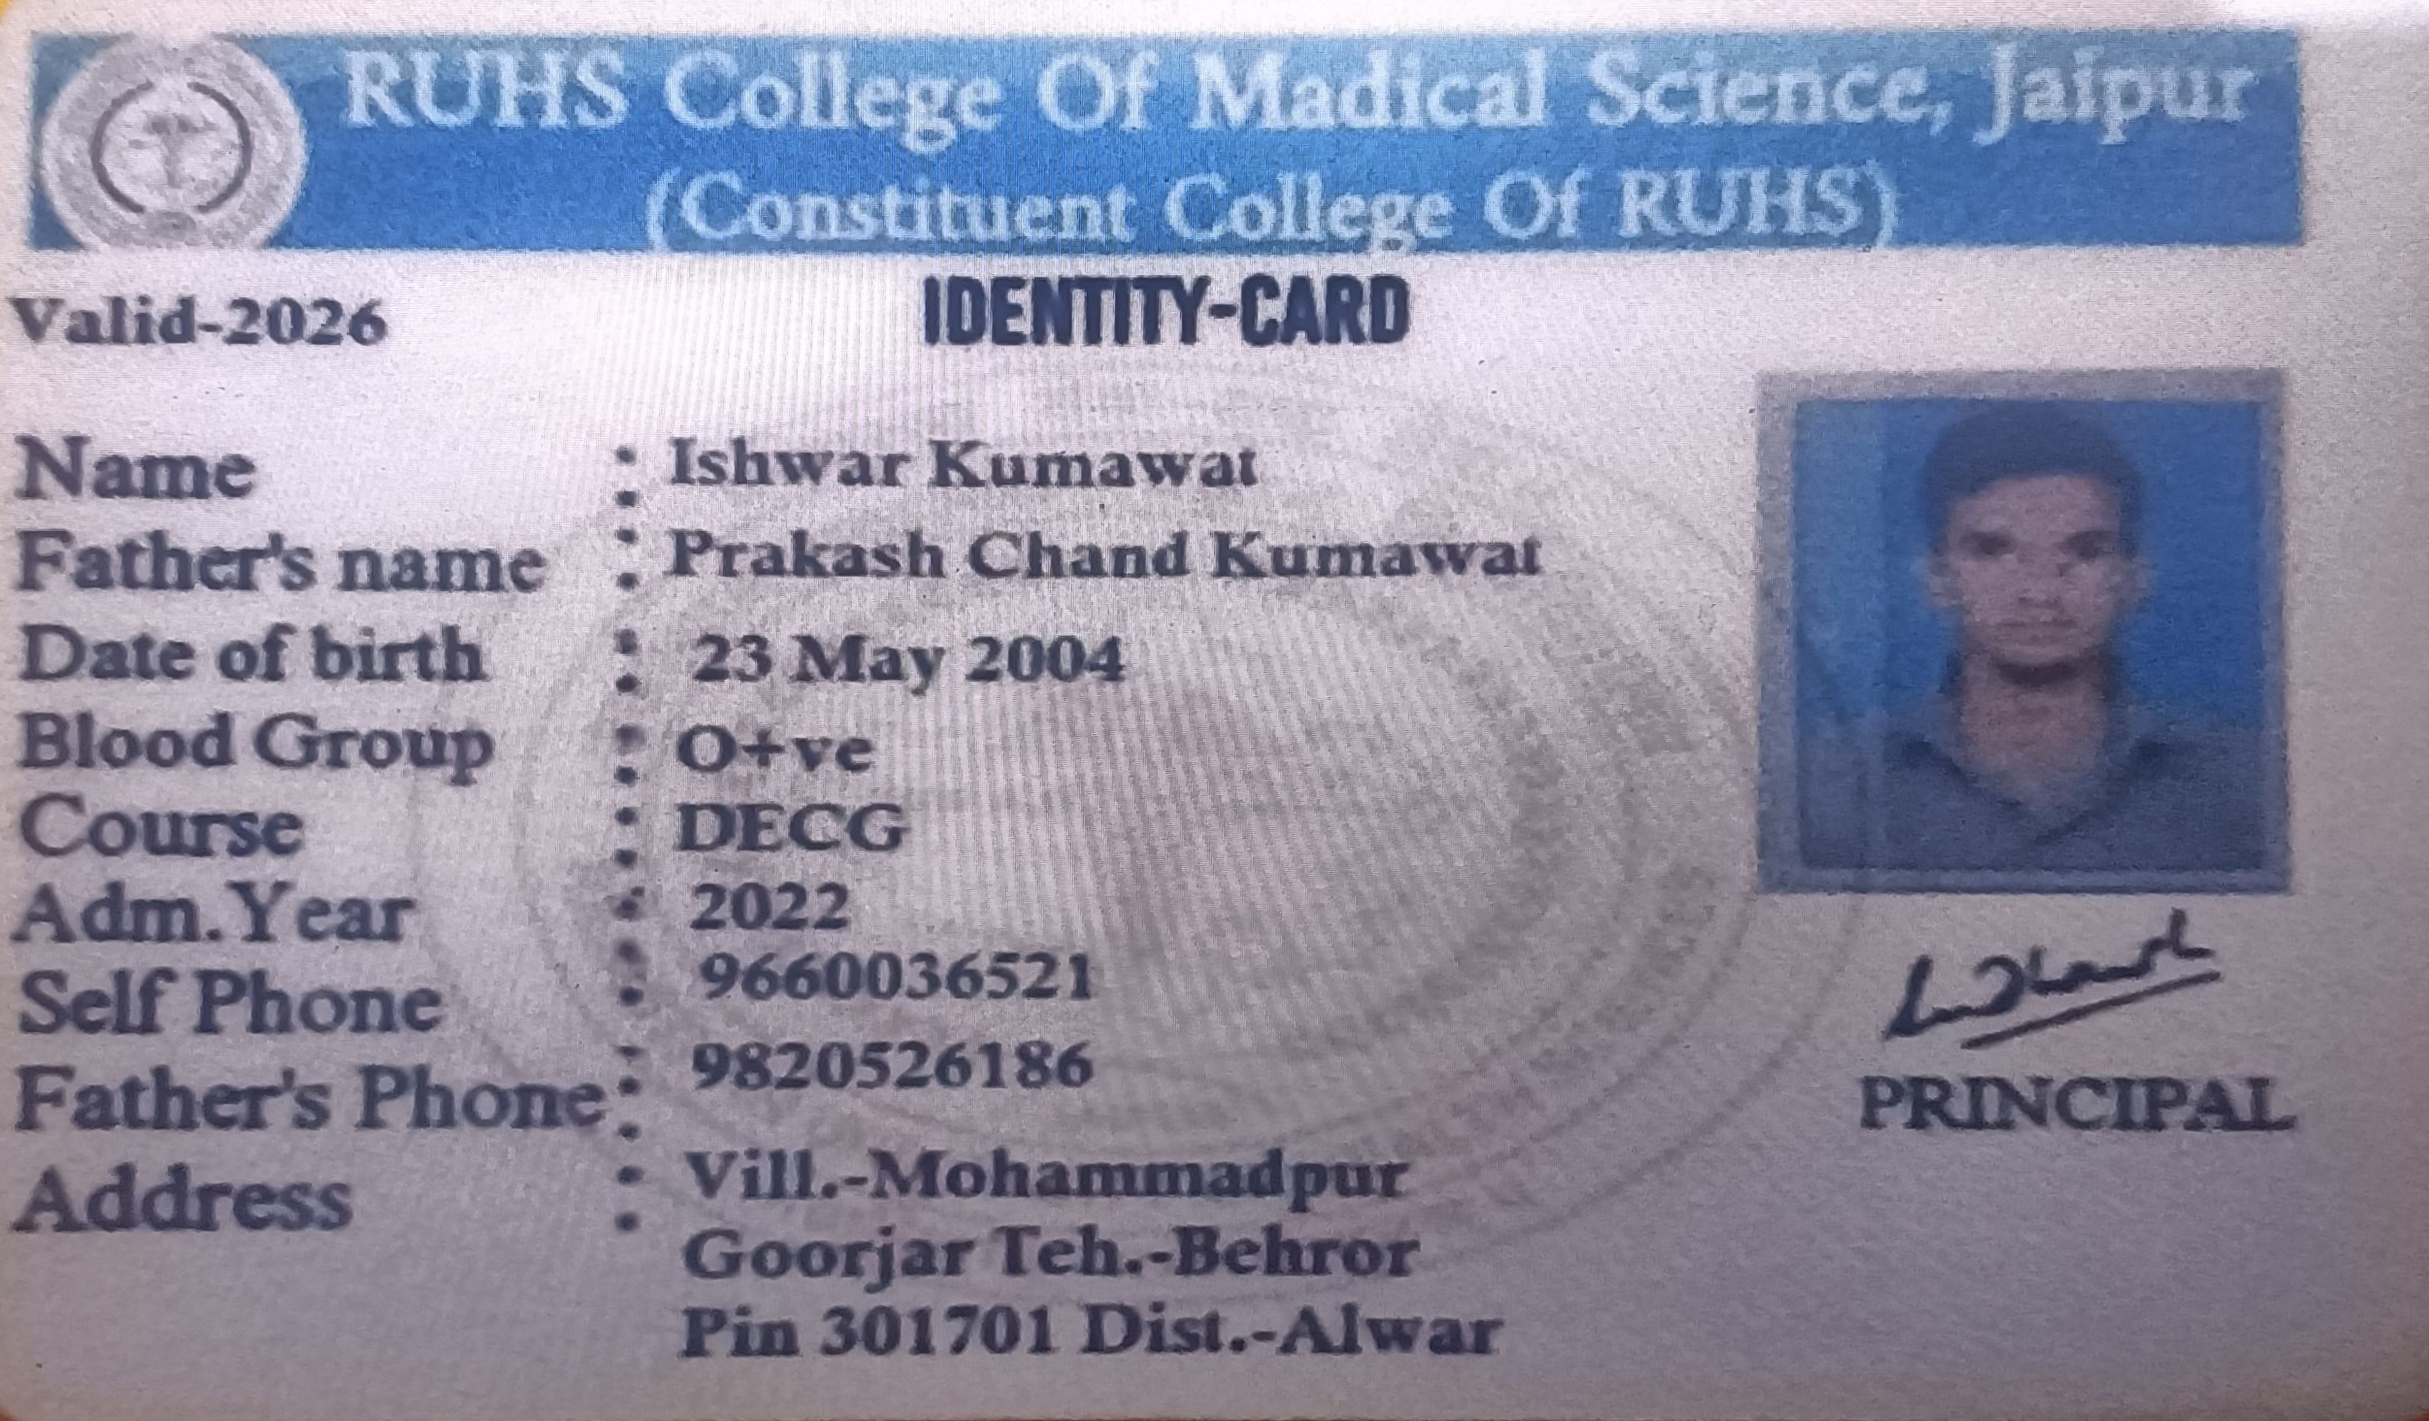 RUHS College Of Madical Science, Jaipur
(Constituent College Of RUHS)
IDENTITY-CARD
Valid-2026
Name : Ishwar Kumawat
Father's name : Prakash Chand Kumawat
Date of birth : 23 May 2004
Blood Group : O+ve
Course : DECG
Adm.Year : 2022
Self Phone : 9660036521
Father's Phone : 9820526186
Address : Vill.-Mohammadpur
Goorjar Teh.-Behror
Pin 301701 Dist.-Alwar
PRINCIPAL